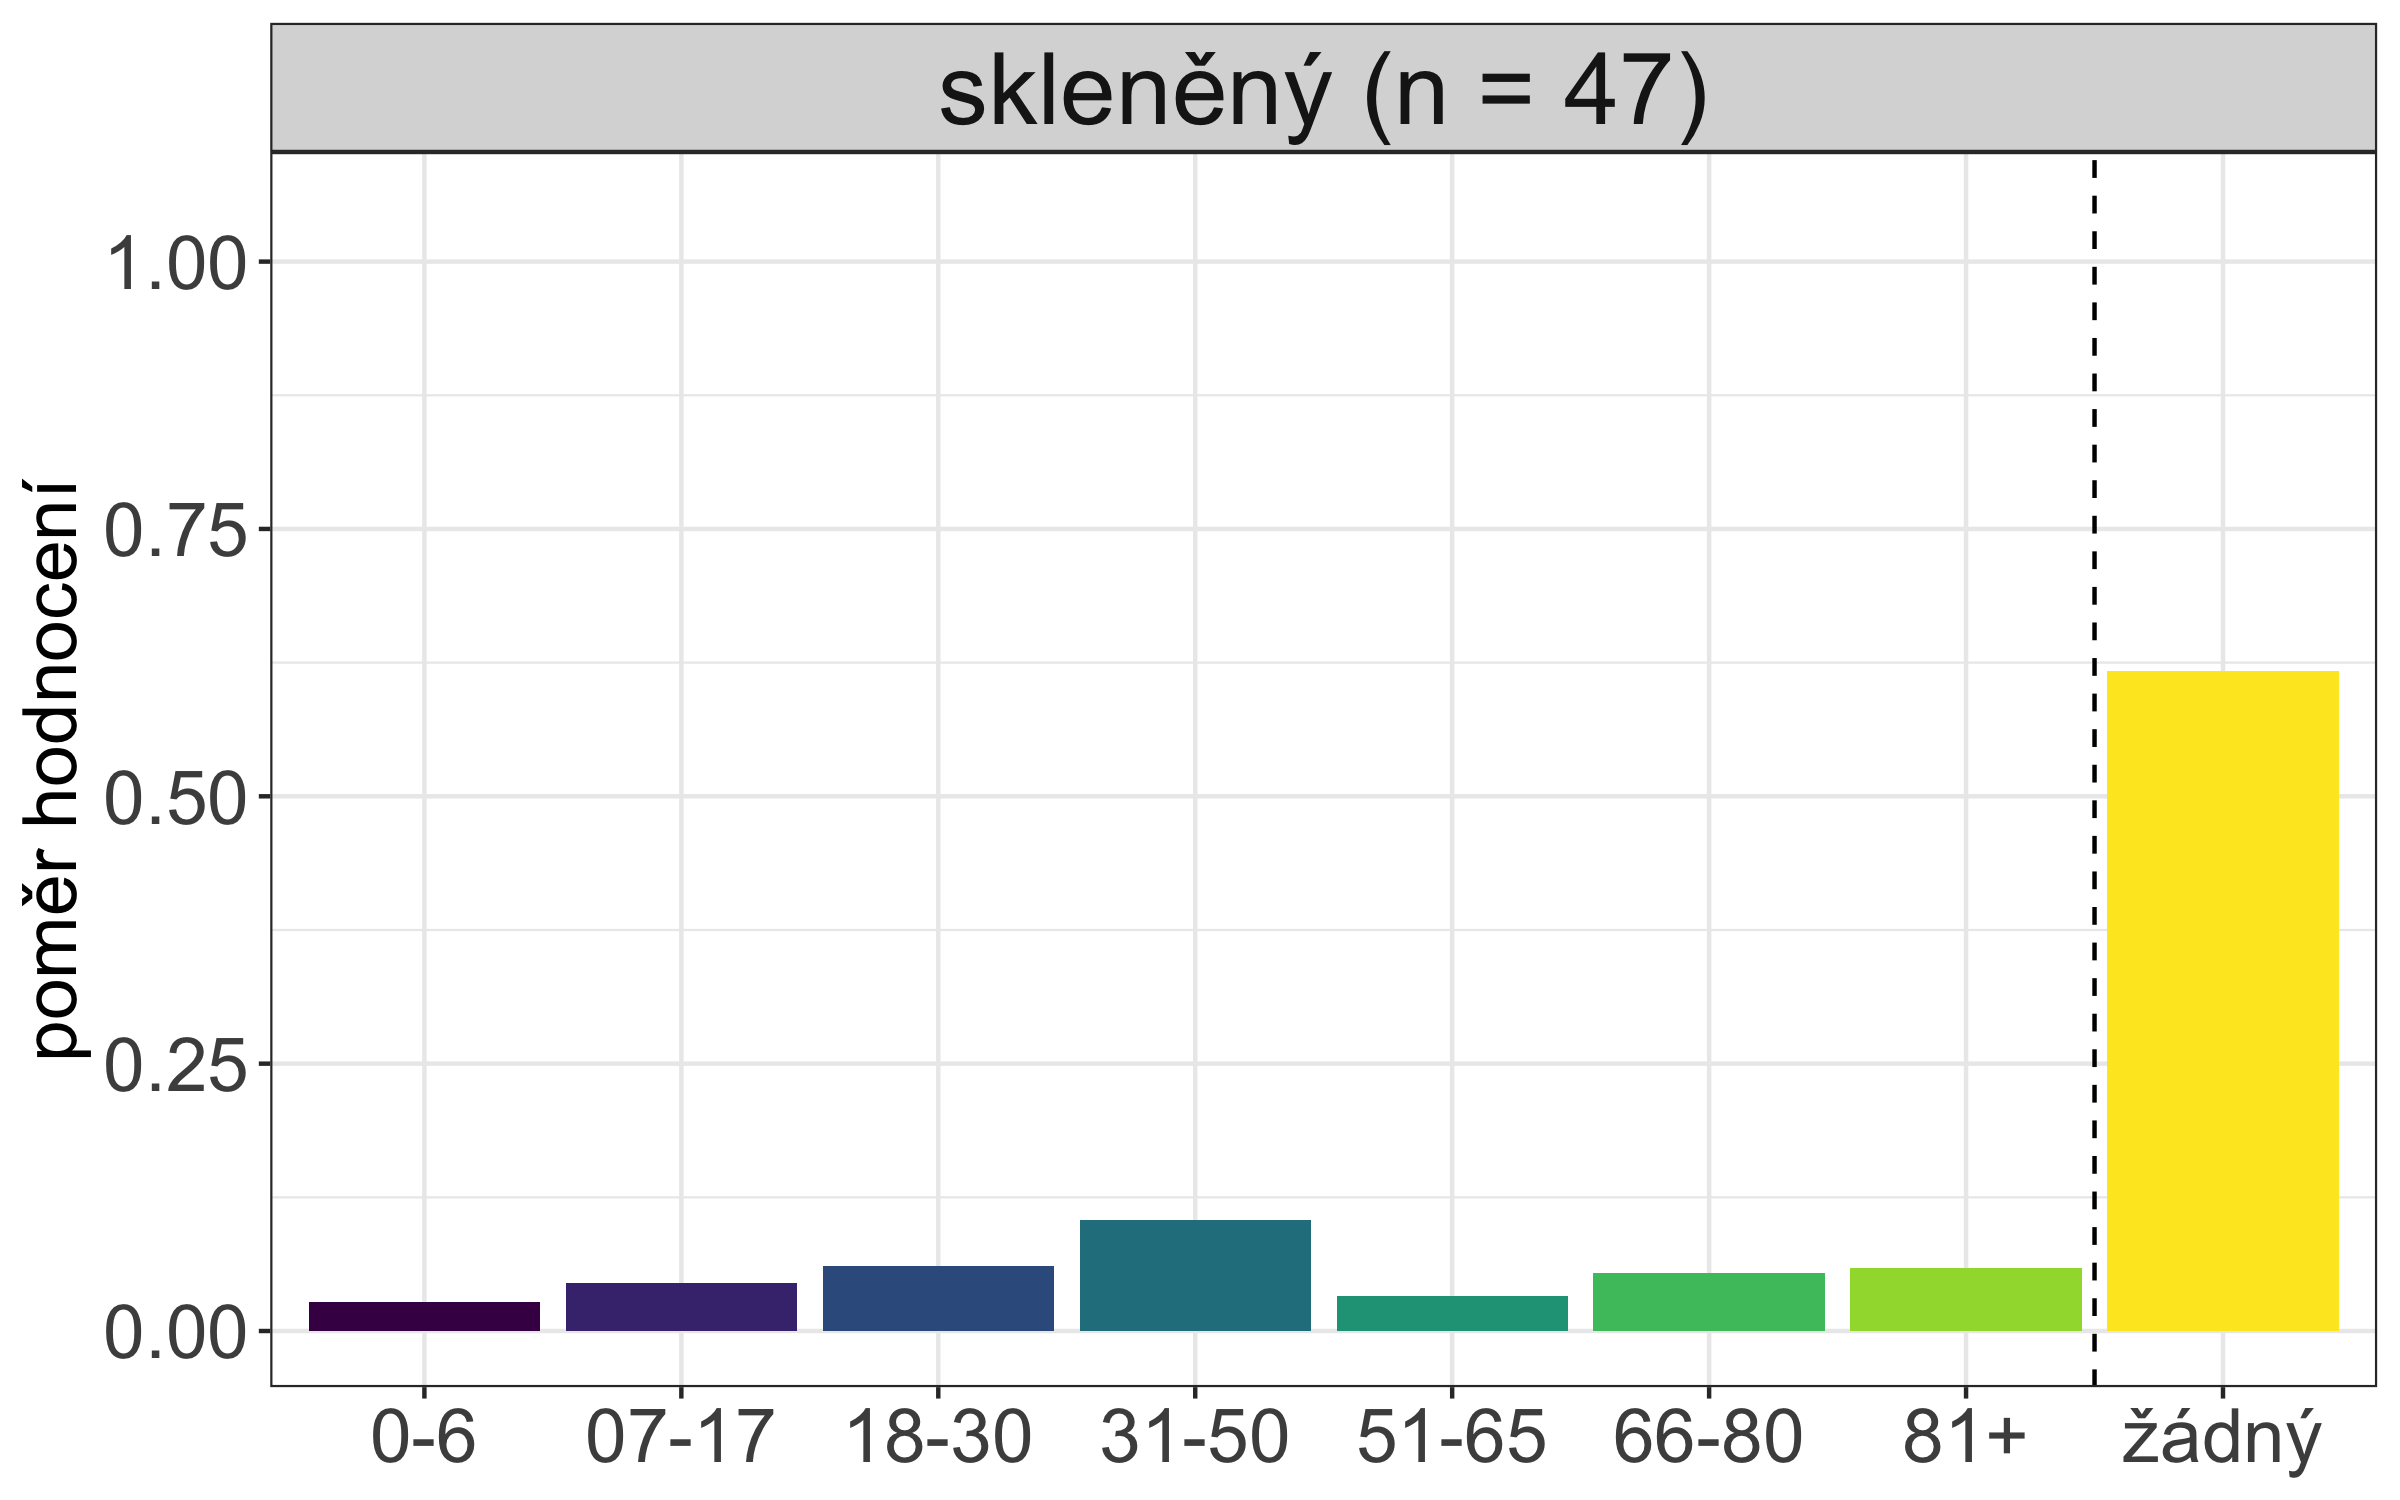 skleněný (n = 47)
poměr hodnocení
1.00
0.75
0.50
0.25
0.00
0-6 07-17 18-30 31-50 51-65 66-80 81+ žádný